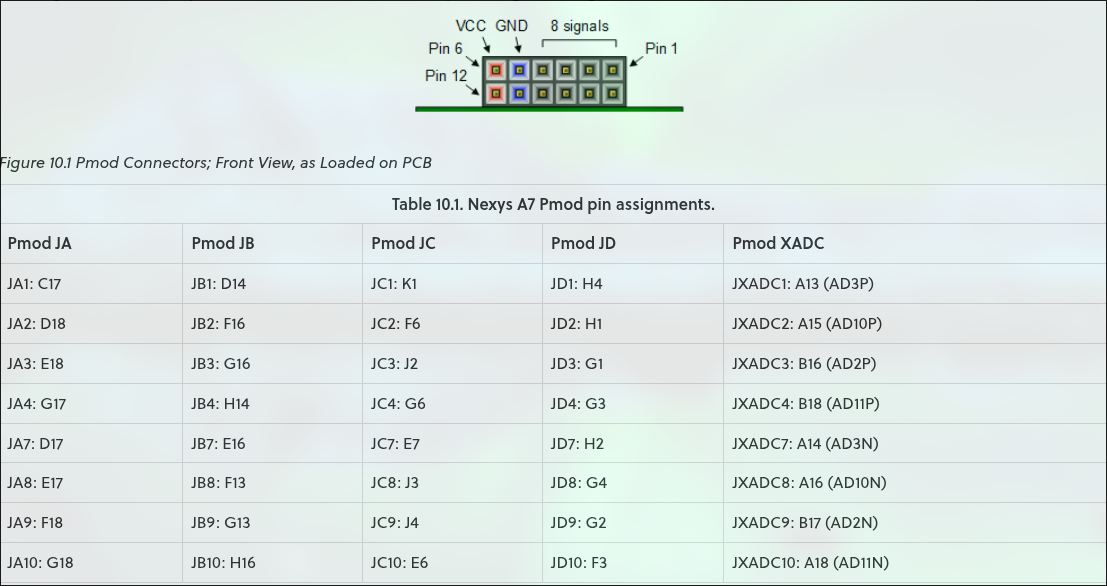 VCC GND 8 signals
Pin 6 Pin 1
Pin 12
Figure 10.1 Pmod Connectors; Front View, as Loaded on PCB
Table 10.1. Nexys A7 Pmod pin assignments.
Pmod JA Pmod JB Pmod JC Pmod JD Pmod XADC
JA1: C17 JB1: D14 JC1: K1 JD1: H4 JXADC1: A13 (AD3P)
JA2: D18 JB2: F16 JC2: F6 JD2: H1 JXADC2: A15 (AD10P)
JA3: E18 JB3: G16 JC3: J2 JD3: G1 JXADC3: B16 (AD2P)
JA4: G17 JB4: H14 JC4: G6 JD4: G3 JXADC4: B18 (AD11P)
JA7: D17 JB7: E16 JC7: E7 JD7: H2 JXADC7: A14 (AD3N)
JA8: E17 JB8: F13 JC8: J3 JD8: G4 JXADC8: A16 (AD10N)
JA9: F18 JB9: G13 JC9: J4 JD9: G2 JXADC9: B17 (AD2N)
JA10: G18 JB10: H16 JC10: E6 JD10: F3 JXADC10: A18 (AD11N)